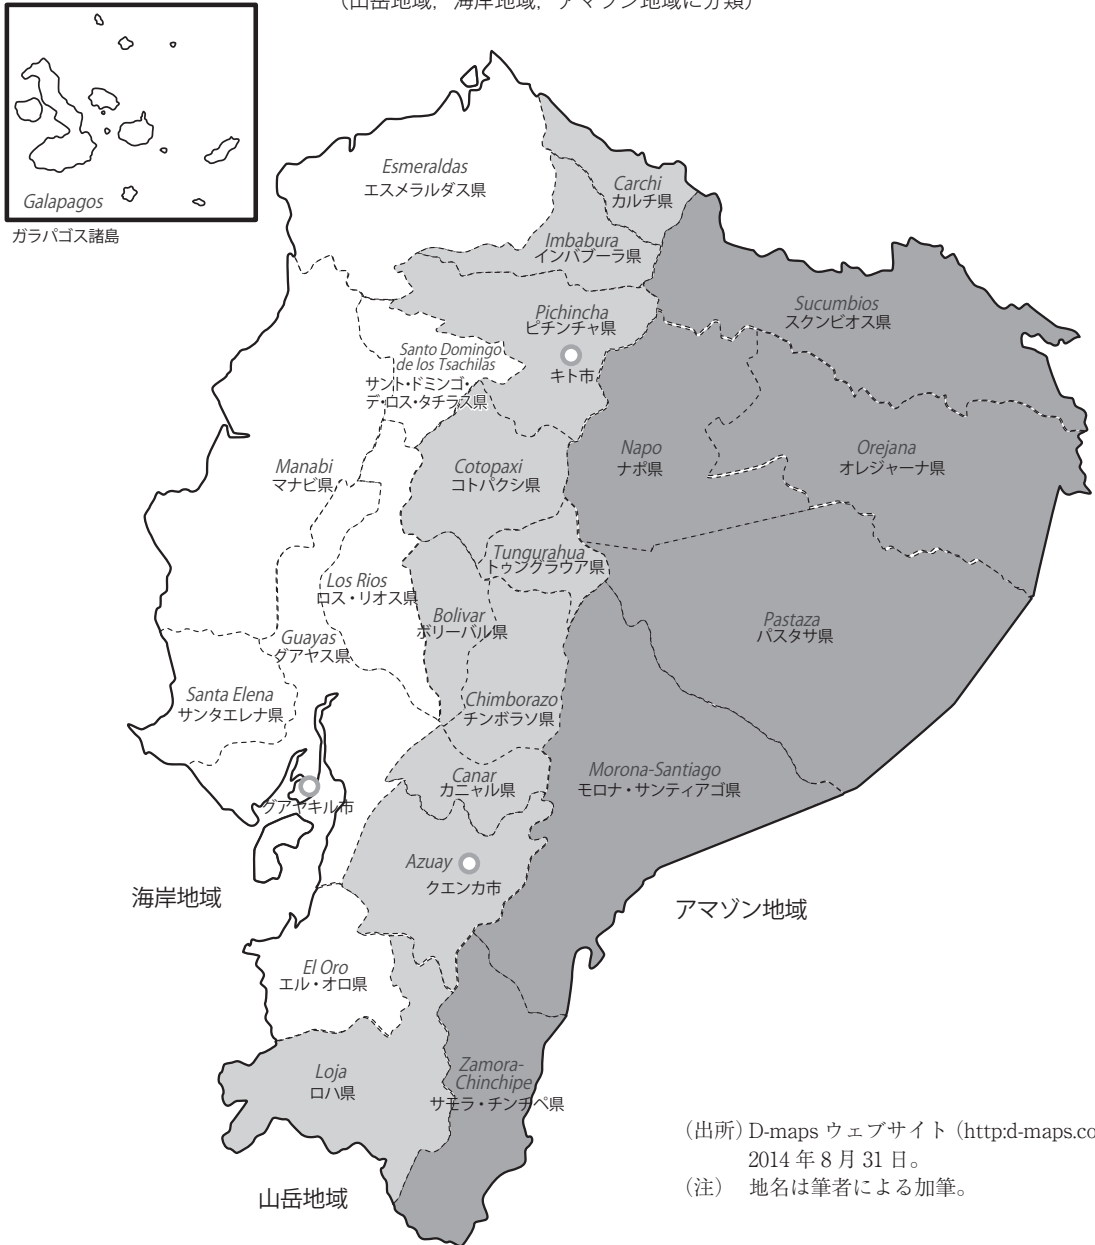 （山岳地域，海岸地域，アマゾン地域に分類）
Galapagos
ガラパゴス諸島
Esmeraldas
エスメラルダス県
Carchi
カルチ県
Imbabura
インバブーラ県
Pichincha
ピチンチャ県
キト市
Sucumbios
スクンビオス県
Santo Domingo
de los Tsachilas
サント・ドミンゴ・
デ・ロス・タチラス県
Manabi
マナビ県
Cotopaxi
コトパクシ県
Napo
ナポ県
Orejana
オレジャーナ県
Tungurahua
トゥングラウア県
Los Rios
ロス・リオス県
Bolivar
ボリーバル県
Pastaza
パスタサ県
Guayas
グアヤス県
Santa Elena
サンタエレナ県
Chimborazo
チンボラソ県
Canar
カニャル県
Morona-Santiago
モロナ・サンティアゴ県
グアヤキル市
Azuay
クエンカ市
海岸地域
アマゾン地域
El Oro
エル・オロ県
Loja
ロハ県
Zamora-
Chinchipe
サモラ・チンチペ県
山岳地域
（出所）D-maps ウェブサイト（http:d-maps.co
2014 年 8 月 31 日。
（注） 地名は筆者による加筆。